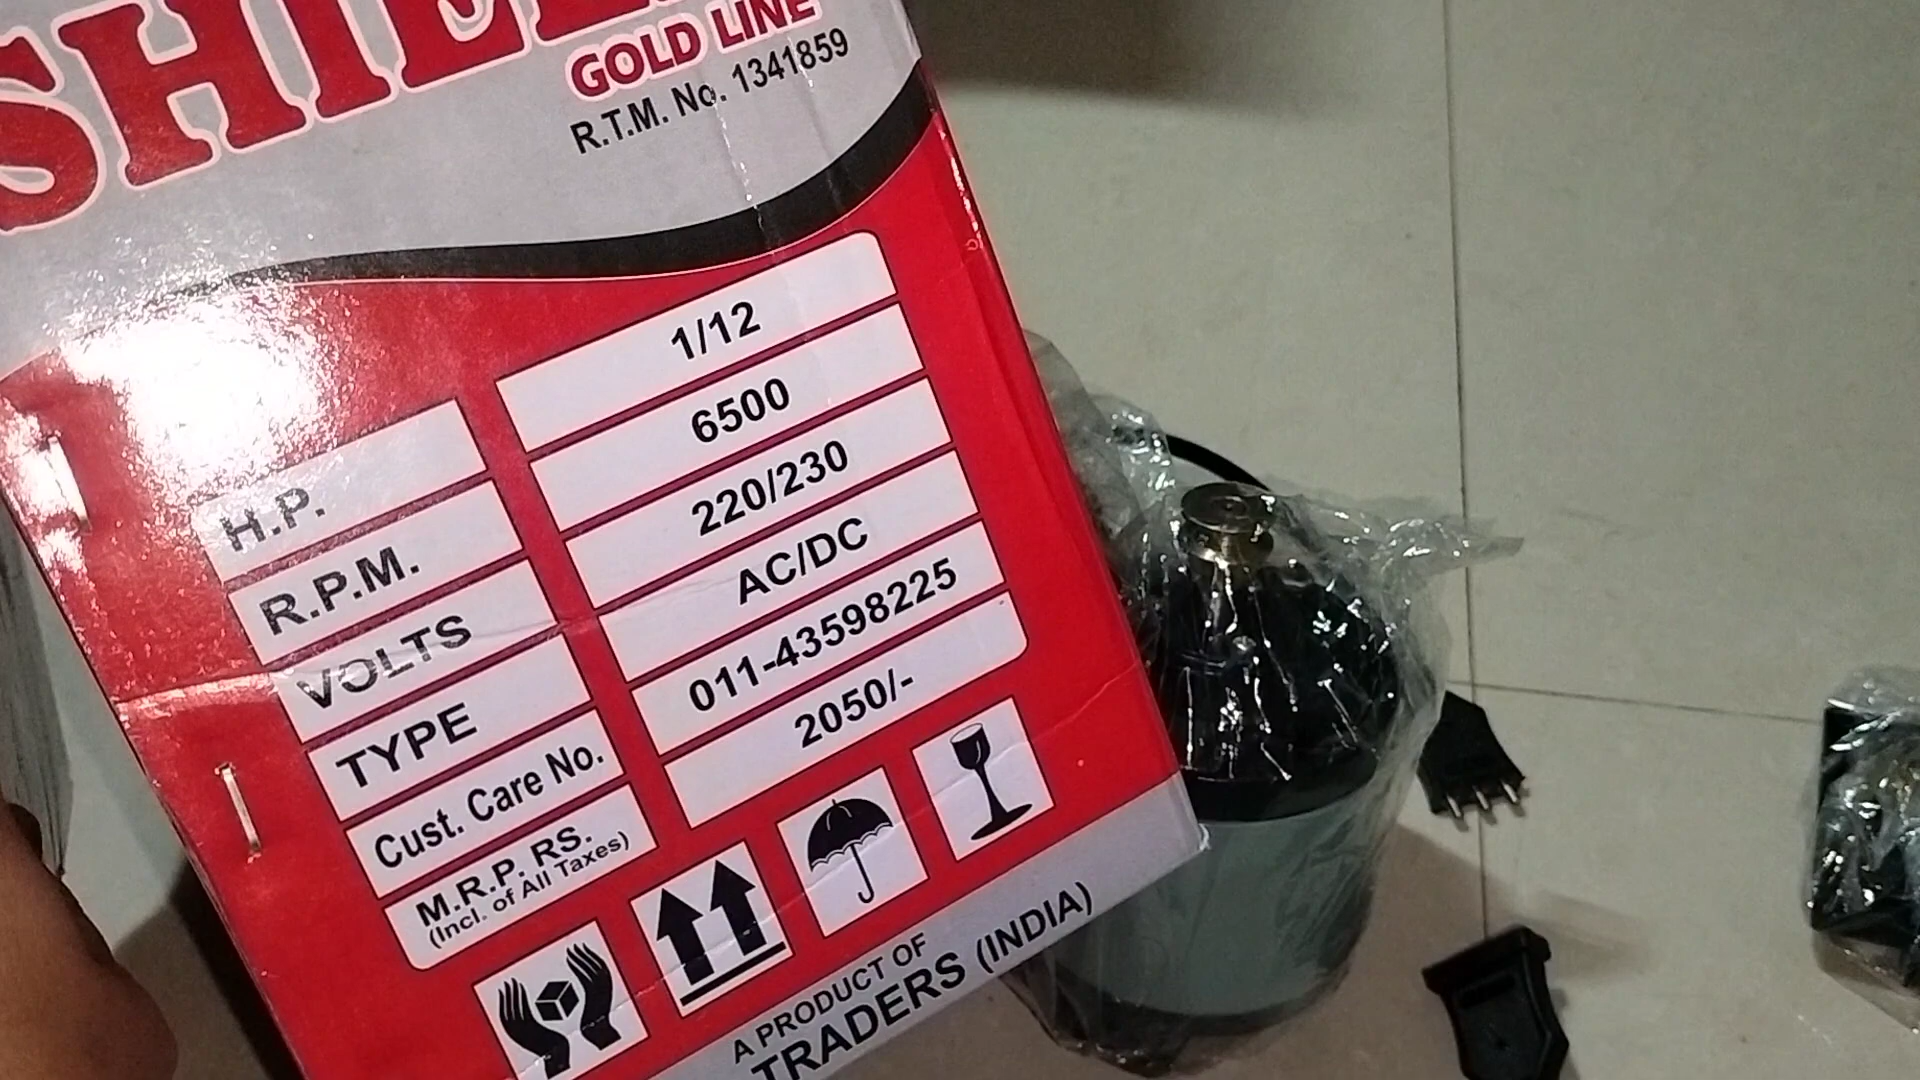 GOLD LINE
R.T.M. No. 1341859
H.P. 1/12
R.P.M. 6500
VOLTS 220/230
TYPE AC/DC
Cust. Care No. 011-43598225
M.R.P. RS. 2050/-
(Incl. of All Taxes)
A PRODUCT OF
TRADERS (INDIA)